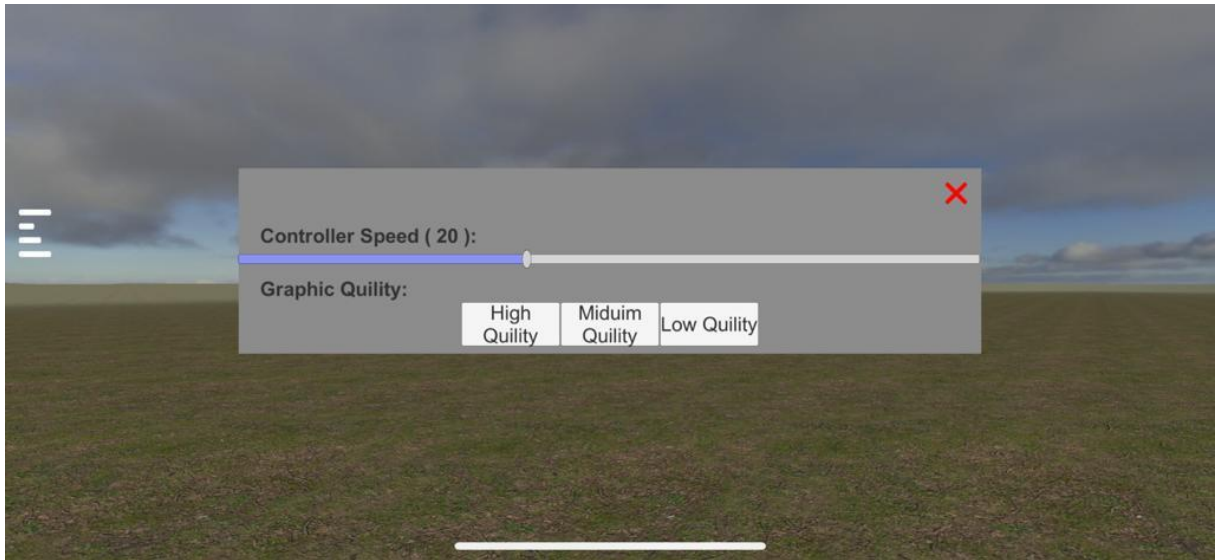 Controller Speed ( 20 ):
Graphic Quility:
High
Quility
Miduim
Quility
Low Quility